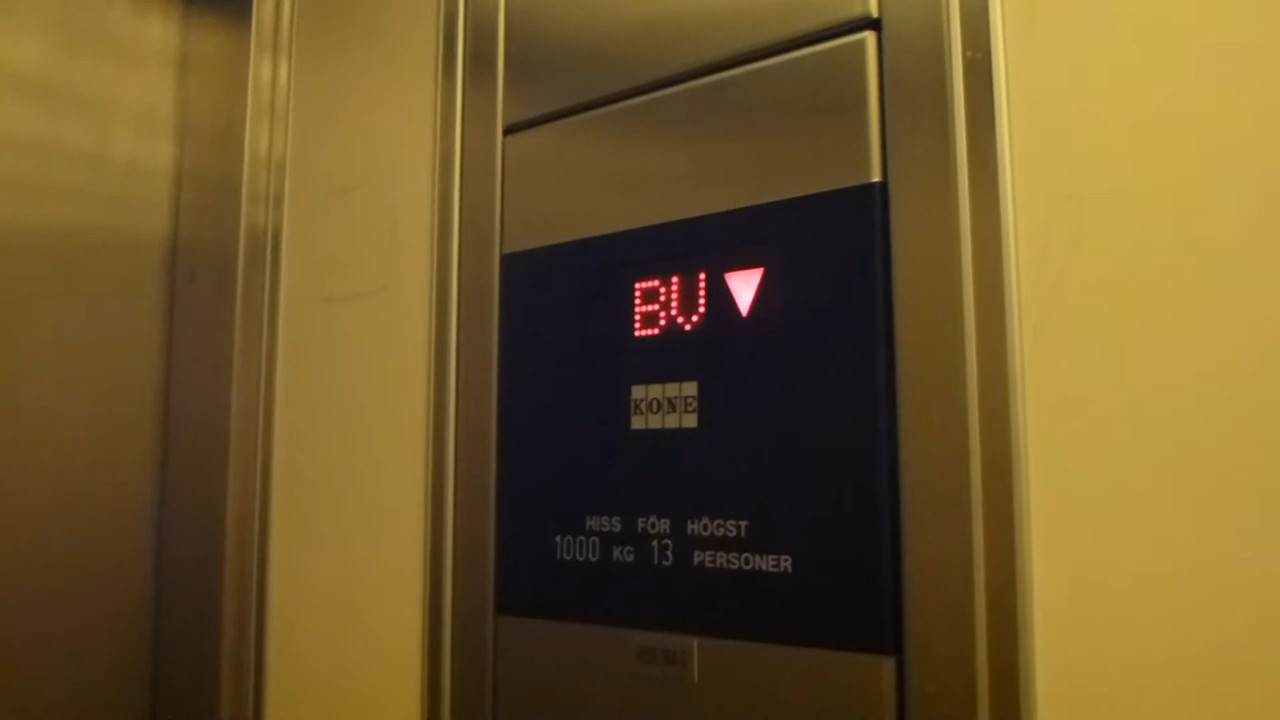 BV
KONE
HISS FÖR HÖGST
1000 KG 13 PERSONER